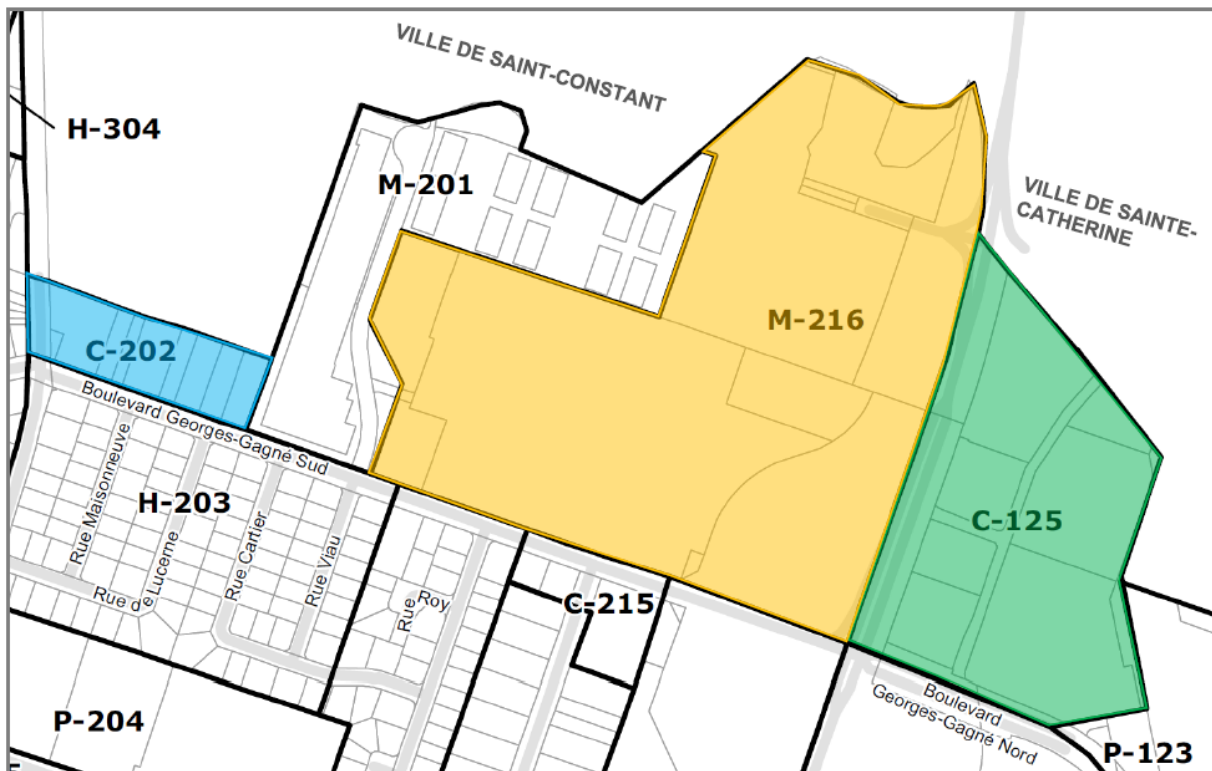 VILLE DE SAINT-CONSTANT
H-304
M-201
VILLE DE SAINTE-
CATHERINE
M-216
C-202
Boulevard Georges-Gagné Sud
H-203
Rue Maisonneuve
Rue de Lucerne
Rue Cartier
Rue Viau
Rue Roy
C-215
C-125
Boulevard
Georges-Gagné Nord
P-204
P-123